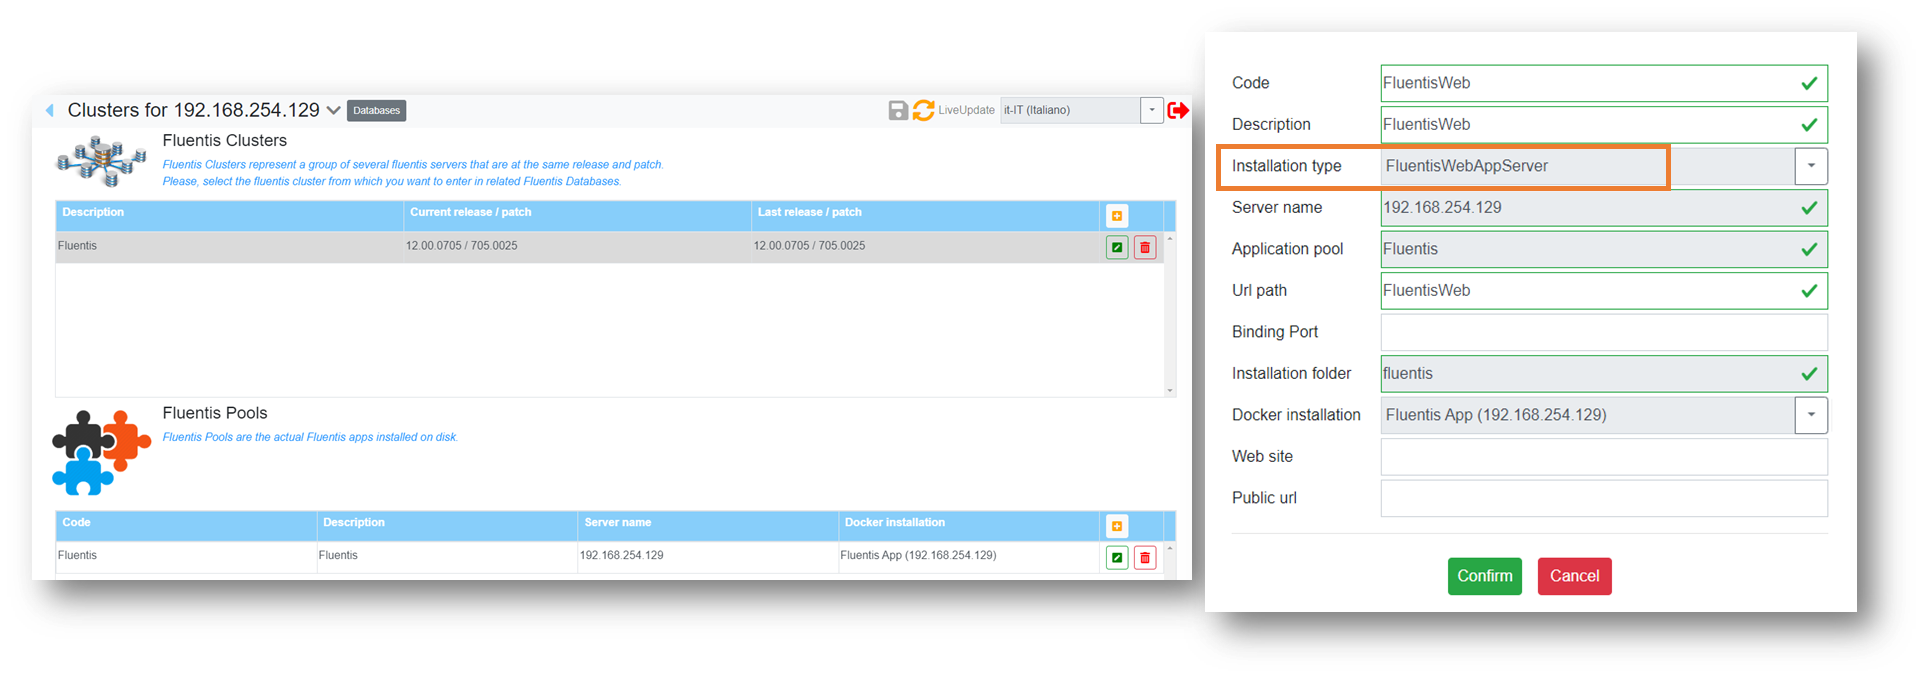 Clusters for 192.168.254.129 Databases LiveUpdate it-IT (Italiano)
Fluentis Clusters
Fluentis Clusters represent a group of several fluentis servers that are at the same release and patch.
Please, select the fluentis cluster from which you want to enter in related Fluentis Databases.
Description Current release / patch Last release / patch
Fluentis 12.00.0705 / 705.0025 12.00.0705 / 705.0025
Fluentis Pools
Fluentis Pools are the actual Fluentis apps installed on disk.
Code Description Server name Docker installation
Fluentis Fluentis 192.168.254.129 Fluentis App (192.168.254.129)
Code FluentisWeb
Description FluentisWeb
Installation type FluentisWebAppServer
Server name 192.168.254.129
Application pool Fluentis
Url path FluentisWeb
Binding Port
Installation folder fluentis
Docker installation Fluentis App (192.168.254.129)
Web site
Public url
Confirm Cancel